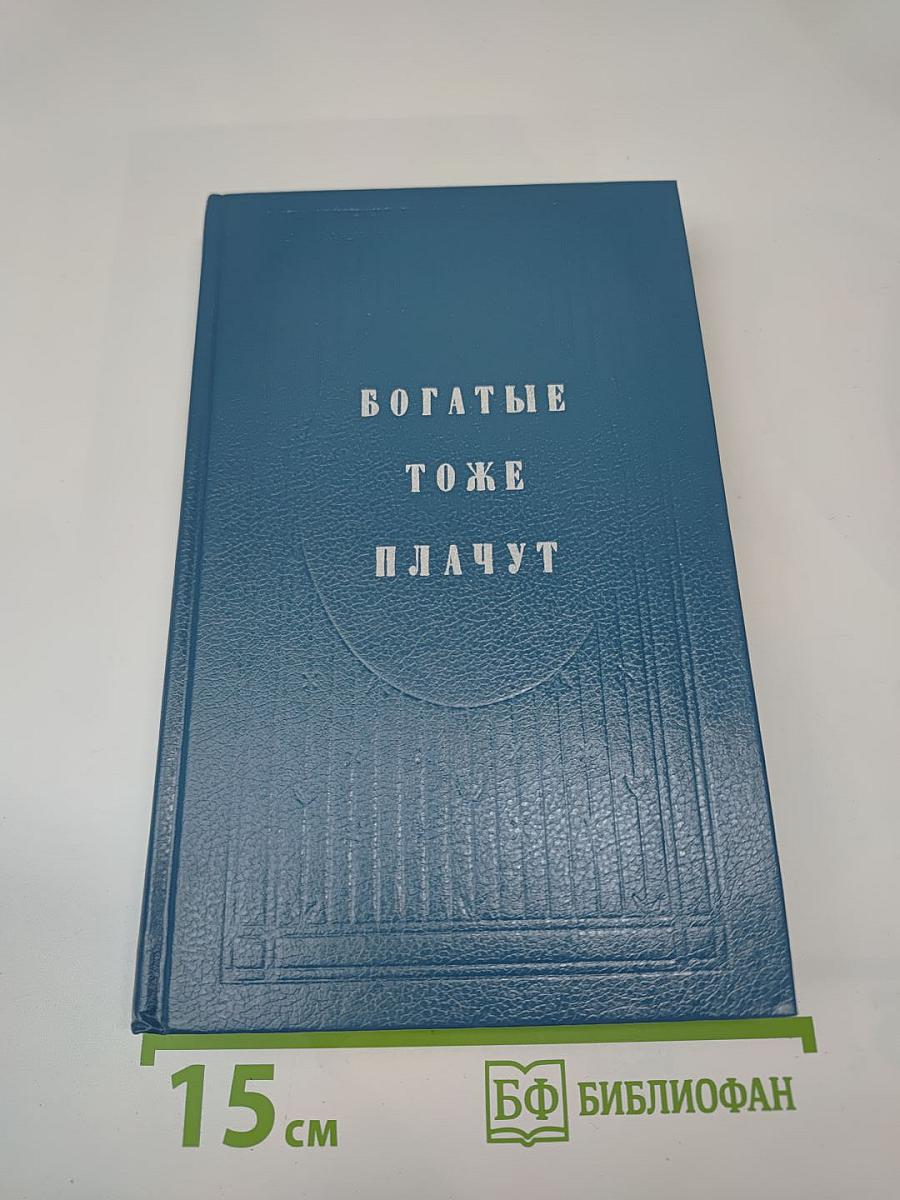 БОГАТЫЕ
ТОЖЕ
ПЛАЧУТ
15 см
БФ БИБЛИОФАН